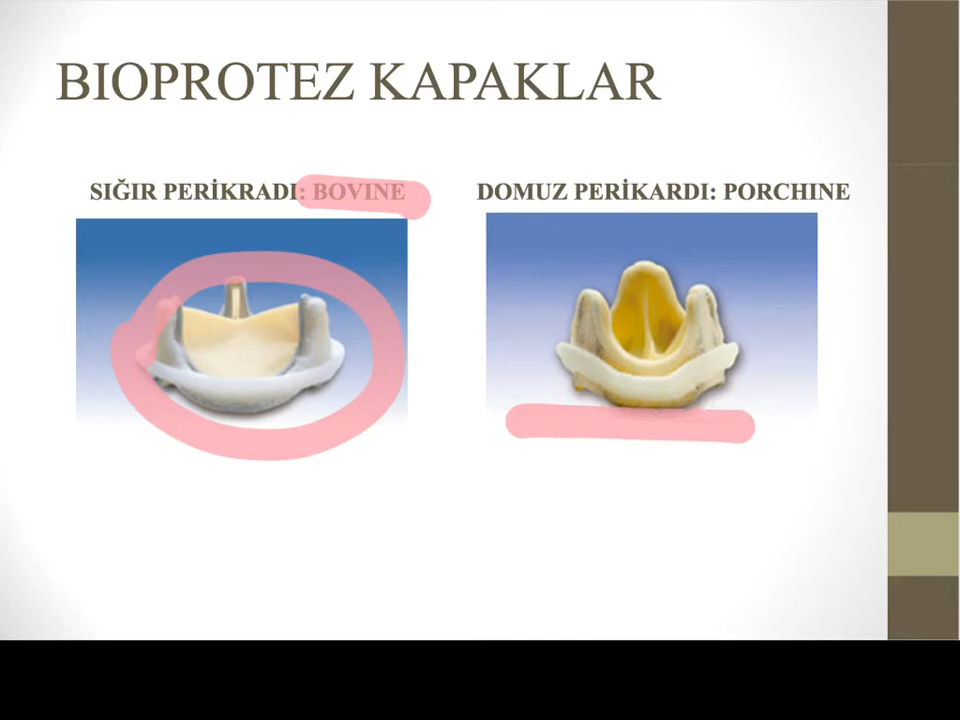 BIOPROTEZ KAPAKLAR
SIĞIR PERİKRADI: BOVINE
DOMUZ PERİKARDI: PORCHINE